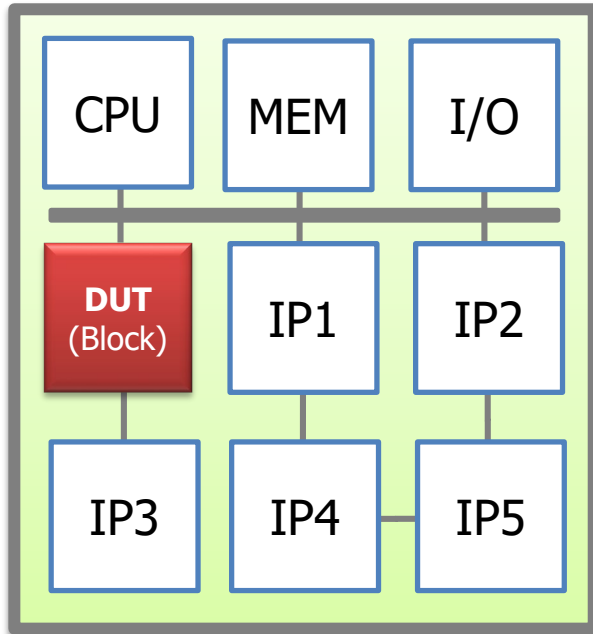 CPU
MEM
I/O
DUT
(Block)
IP1
IP2
IP3
IP4
IP5